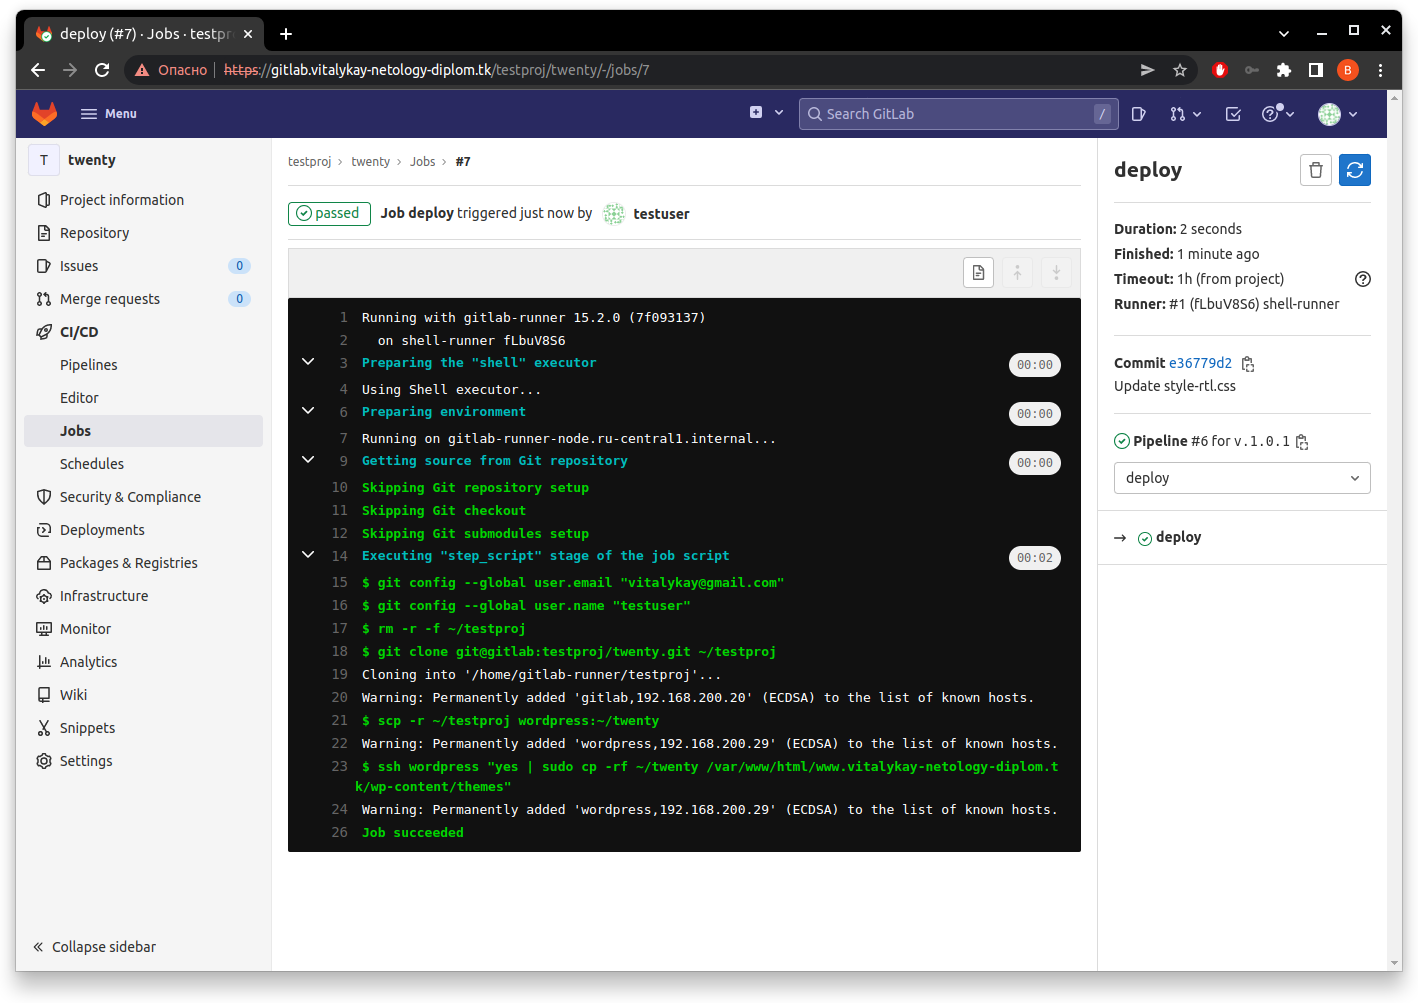 deploy (#7) · Jobs · testpr
Опасно
https://gitlab.vitalykay-netology-diplom.tk/testproj/twenty/-/jobs/7
B
Menu
Search GitLab
/
T
twenty
Project information
Repository
Issues
0
Merge requests
0
CI/CD
Pipelines
Editor
Jobs
Schedules
Security & Compliance
Deployments
Packages & Registries
Infrastructure
Monitor
Analytics
Wiki
Snippets
Settings
Collapse sidebar
testproj › twenty › Jobs › #7
passed
Job deploy triggered just now by testuser
1 Running with gitlab-runner 15.2.0 (7f093137)
2 on shell-runner fLbuV8S6
3 Preparing the "shell" executor
00:00
4 Using Shell executor...
6 Preparing environment
00:00
7 Running on gitlab-runner-node.ru-central1.internal...
9 Getting source from Git repository
00:00
10 Skipping Git repository setup
11 Skipping Git checkout
12 Skipping Git submodules setup
14 Executing "step_script" stage of the job script
00:02
15 $ git config --global user.email "vitalykay@gmail.com"
16 $ git config --global user.name "testuser"
17 $ rm -r -f ~/testproj
18 $ git clone git@gitlab:testproj/twenty.git ~/testproj
19 Cloning into '/home/gitlab-runner/testproj'...
20 Warning: Permanently added 'gitlab,192.168.200.20' (ECDSA) to the list of known hosts.
21 $ scp -r ~/testproj wordpress:~/twenty
22 Warning: Permanently added 'wordpress,192.168.200.29' (ECDSA) to the list of known hosts.
23 $ ssh wordpress "yes | sudo cp -rf ~/twenty /var/www/html/www.vitalykay-netology-diplom.t
k/wp-content/themes"
24 Warning: Permanently added 'wordpress,192.168.200.29' (ECDSA) to the list of known hosts.
26 Job succeeded
deploy
Duration: 2 seconds
Finished: 1 minute ago
Timeout: 1h (from project)
Runner: #1 (fLbuV8S6) shell-runner
Commit e36779d2
Update style-rtl.css
Pipeline #6 for v.1.0.1
deploy
→ deploy